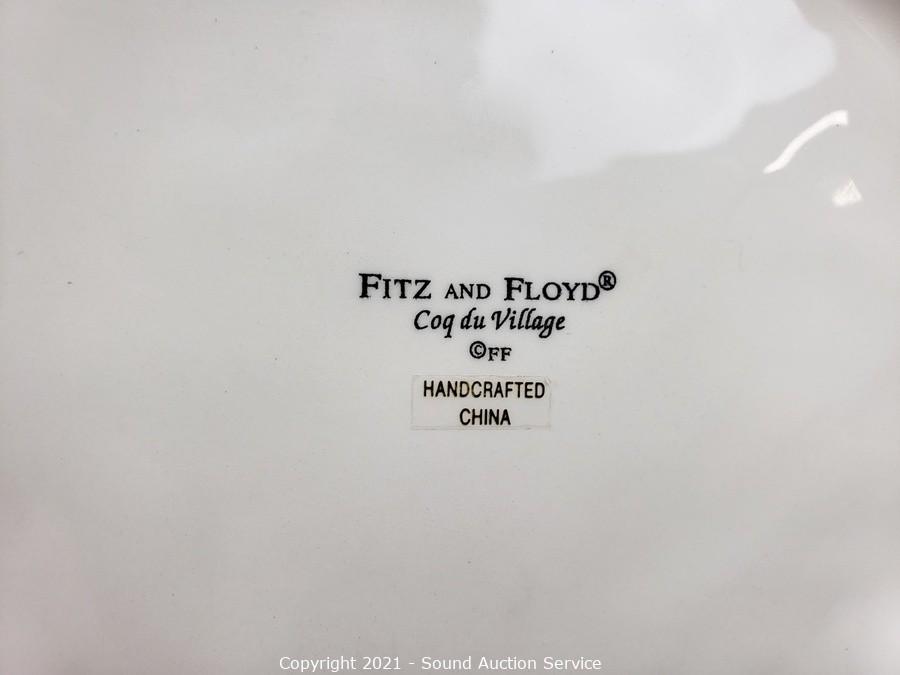 FITZ AND FLOYD®
Coq du Village
©FF
HANDCRAFTED
CHINA
Copyright 2021 - Sound Auction Service